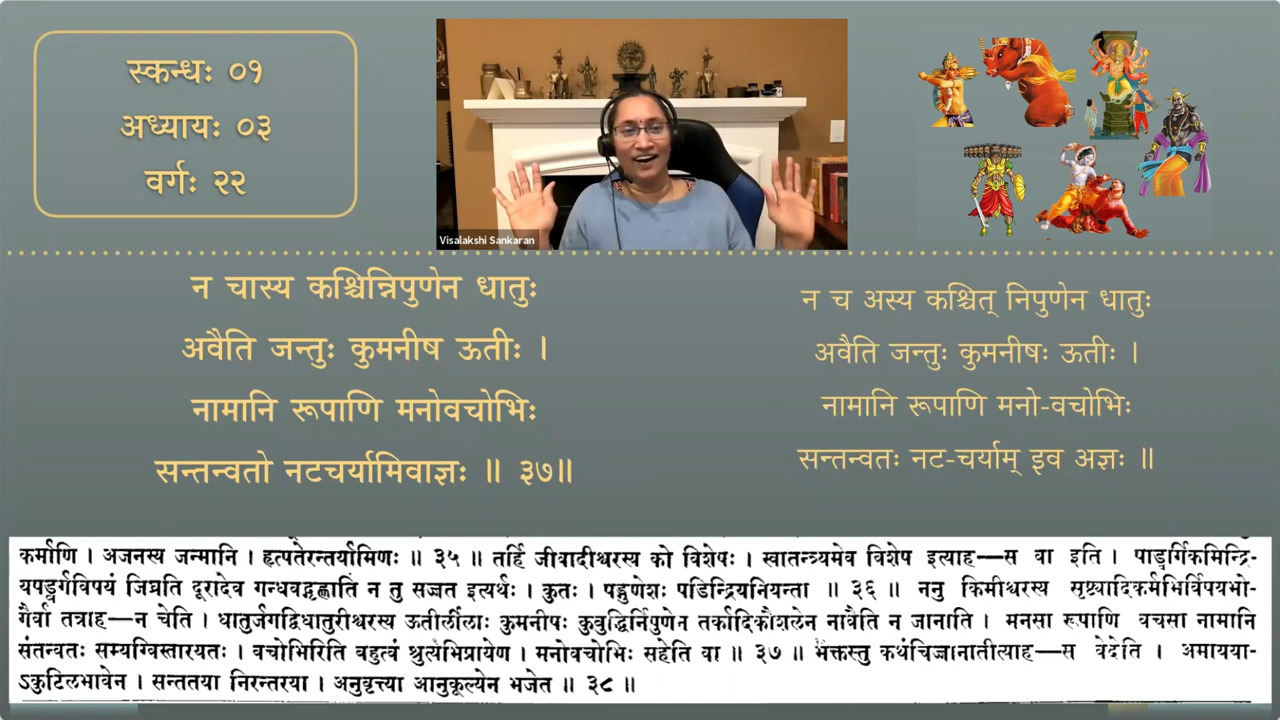 स्कन्धः ०१
अध्यायः ०३
वर्गः २२
Visalakshi Sankaran
न चास्य कश्चिन्निपुणेन धातुः
अवैति जन्तुः कुमनीष ऊतीः ।
नामानि रूपाणि मनोवचोभिः
सन्तन्वतो नटचर्यामिवाज्ञः ॥ ३७॥
न च अस्य कश्चित् निपुणेन धातुः
अवैति जन्तुः कुमनीषः ऊतीः ।
नामानि रूपाणि मनो-वचोभिः
सन्तन्वतः नट-चर्याम् इव अज्ञः ॥
कर्माणि । अजनस्य जन्मानि । हृत्पतेरन्तर्यामिणः ॥ ३५ ॥ तर्हि जीवादीश्वरस्य को विशेषः । स्वातन्त्र्यमेव विशेष इत्याह—स वा इति । षाड्वर्गिकमिन्द्रि-
यषड्वर्गविषयं जिघ्रति दूरादेव गन्धवद्गृह्णाति न तु सज्जत इत्यर्थः । कुतः । षड्गुणेशः षडिन्द्रियनियन्ता ॥ ३६ ॥ ननु किमीश्वरस्य सृष्ट्यादिकर्मभिर्विषयभो-
गैर्वा तत्राह—न चेति । धातुर्जगद्विधातुरीश्वरस्य ऊतीर्लीलाः कुमनीषः कुबुद्धिर्निपुणेन तर्कादिकौशलेन नावैति न जानाति । मनसा रूपाणि वचसा नामानि
संतन्वतः सम्यग्विस्तारयतः । वचोभिरिति बहुत्वं श्रुत्यभिप्रायेण । मनोवचोभिः सहेति वा ॥ ३७ ॥ भक्तस्तु कथंचिज्जानातीत्याह—स वेदेति । अमायया-
ऽकुटिलभावेन । सन्ततया निरन्तरया । अनुवृत्त्या आनुकूल्येन भजेत ॥ ३८ ॥